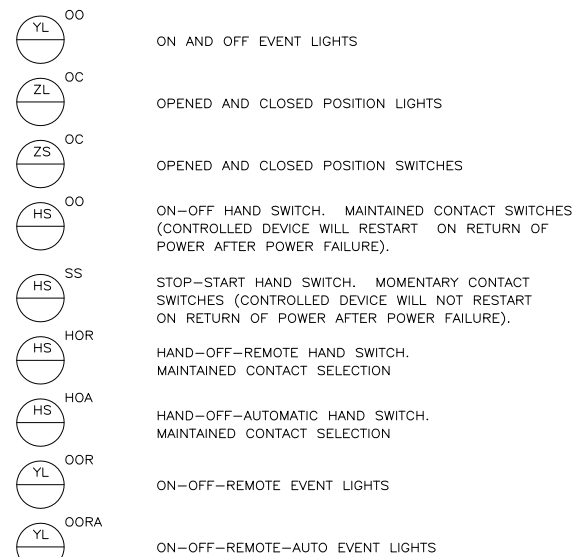 OO
YL
ON AND OFF EVENT LIGHTS
OC
ZL
OPENED AND CLOSED POSITION LIGHTS
OC
ZS
OPENED AND CLOSED POSITION SWITCHES
OO
HS
ON-OFF HAND SWITCH. MAINTAINED CONTACT SWITCHES
(CONTROLLED DEVICE WILL RESTART ON RETURN OF
POWER AFTER POWER FAILURE).
SS
HS
STOP-START HAND SWITCH. MOMENTARY CONTACT
SWITCHES (CONTROLLED DEVICE WILL NOT RESTART
ON RETURN OF POWER AFTER POWER FAILURE).
HOR
HS
HAND-OFF-REMOTE HAND SWITCH.
MAINTAINED CONTACT SELECTION
HOA
HS
HAND-OFF-AUTOMATIC HAND SWITCH.
MAINTAINED CONTACT SELECTION
OOR
YL
ON-OFF-REMOTE EVENT LIGHTS
OORA
YL
ON-OFF-REMOTE-AUTO EVENT LIGHTS